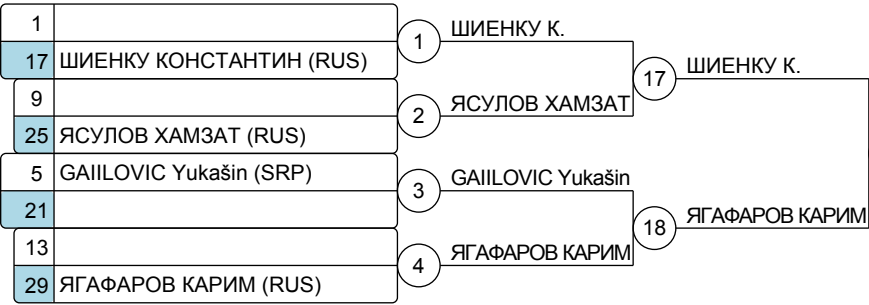 1
17 ШИЕНКУ КОНСТАНТИН (RUS)
1 ШИЕНКУ К.
17 ШИЕНКУ К.
9
25 ЯСУЛОВ ХАМЗАТ (RUS)
2 ЯСУЛОВ ХАМЗАТ
5 GAIILOVIC Yukašin (SRP)
21
3 GAIILOVIC Yukašin
18 ЯГАФАРОВ КАРИМ
13
29 ЯГАФАРОВ КАРИМ (RUS)
4 ЯГАФАРОВ КАРИМ